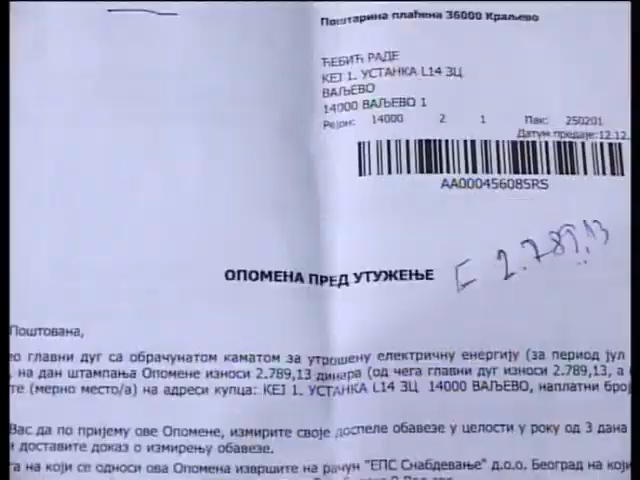 Поштарина плаћена 36000 Краљево
ЋЕБИЋ РАДЕ
КЕЈ 1. УСТАНКА L14 3Ц
ВАЉЕВО
14000 ВАЉЕВО 1
Рејон: 14000 2 1 Пак: 250201
Датум предаје:12.12.
AA000456085RS
2.789,13
ОПОМЕНА ПРЕД УТУЖЕЊЕ
Поштована,
главни дуг са обрачунатом каматом за утрошену електричну енергију (за период јул
, на дан штампања Опомене износи 2.789,13 динара (од чега главни дуг износи 2.789,13, а
те (мерно место/а) на адреси купца: КЕЈ 1. УСТАНКА L14 3Ц 14000 ВАЉЕВО, наплатни број
Вас да по пријему ове Опомене, измирите своје доспеле обавезе у целости у року од 3 дана
и доставите доказ о измирењу обавезе.
га на који се односи ова Опомена извршите на рачун "ЕПС Снабдевање" д.о.о. Београд на који